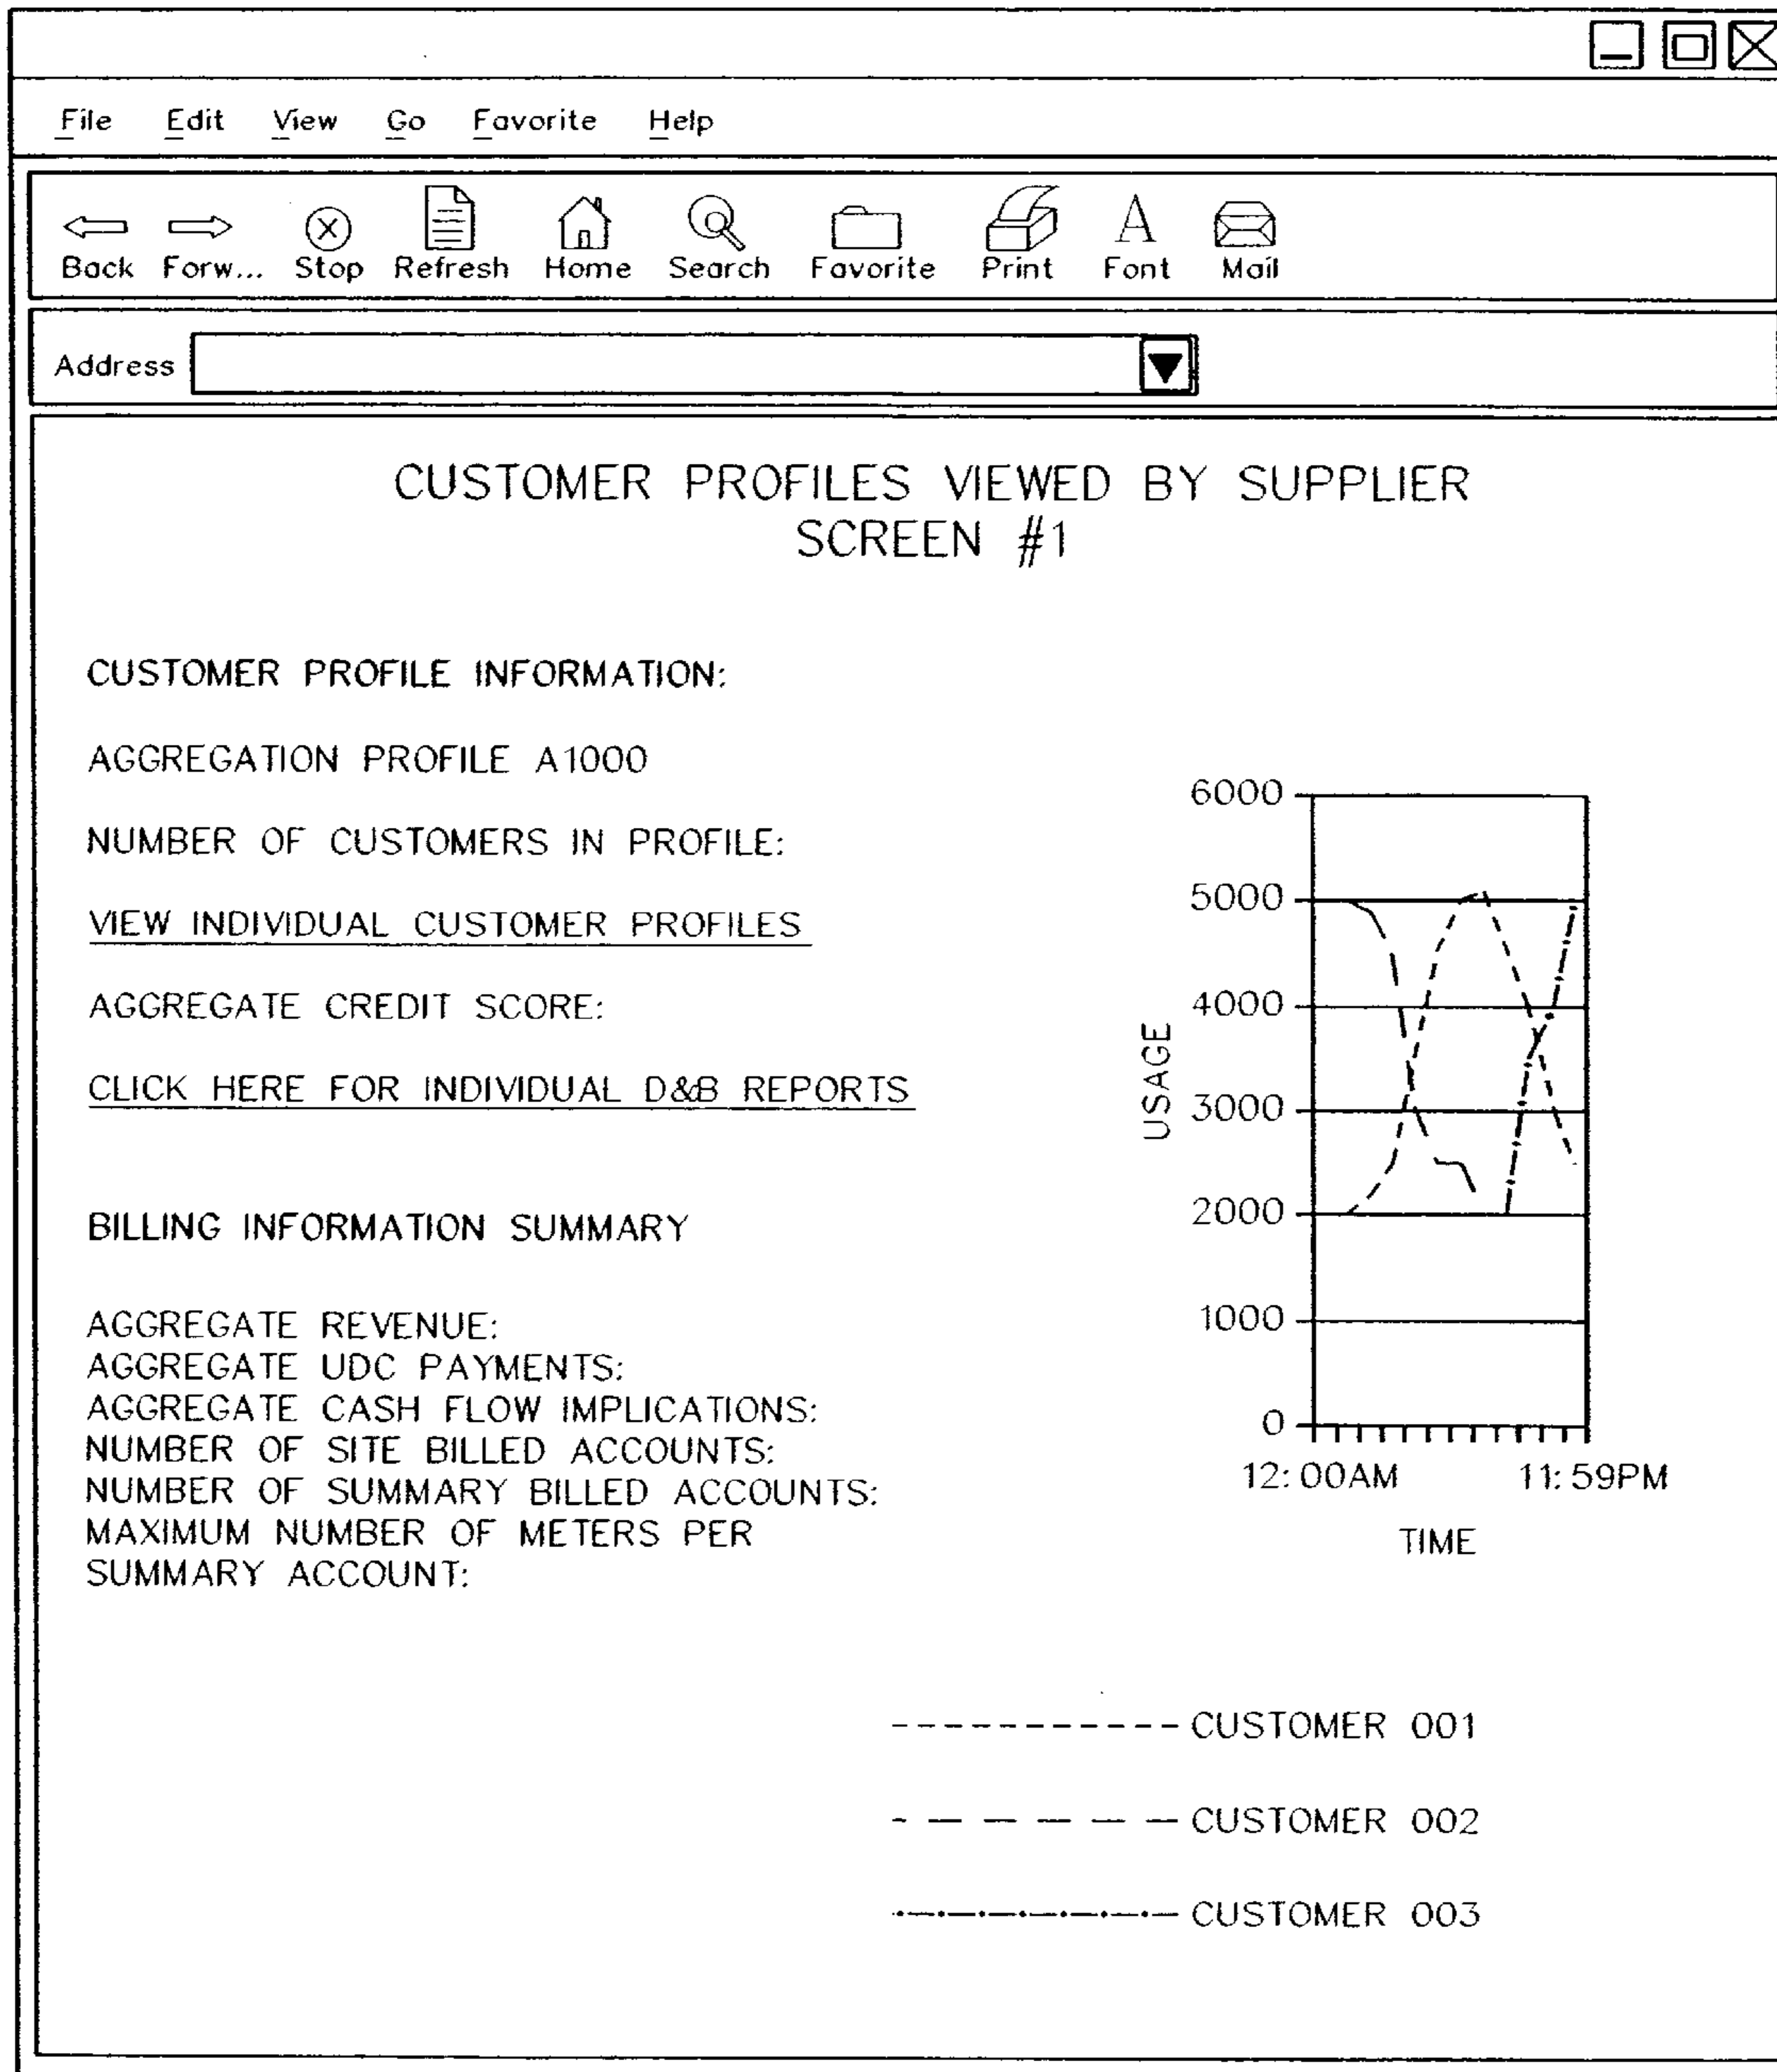 File Edit View Go Favorite Help
Back Forw... Stop Refresh Home Search Favorite Print Font Mail
Address
CUSTOMER PROFILES VIEWED BY SUPPLIER
SCREEN #1
CUSTOMER PROFILE INFORMATION:
AGGREGATION PROFILE A1000
NUMBER OF CUSTOMERS IN PROFILE:
VIEW INDIVIDUAL CUSTOMER PROFILES
AGGREGATE CREDIT SCORE:
CLICK HERE FOR INDIVIDUAL D&B REPORTS
BILLING INFORMATION SUMMARY
AGGREGATE REVENUE:
AGGREGATE UDC PAYMENTS:
AGGREGATE CASH FLOW IMPLICATIONS:
NUMBER OF SITE BILLED ACCOUNTS:
NUMBER OF SUMMARY BILLED ACCOUNTS:
MAXIMUM NUMBER OF METERS PER
SUMMARY ACCOUNT:
6000
5000
4000
3000
2000
1000
0
USAGE
12:00AM 11:59PM
TIME
CUSTOMER 001
CUSTOMER 002
CUSTOMER 003